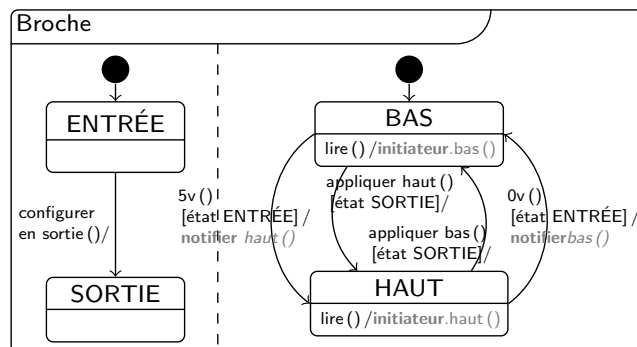 Broche
ENTRÉE
configurer
en sortie()/
SORTIE
BAS
lire()/initiateur.bas()
5v()
[état ENTRÉE]/
notifier haut()
appliquer haut()
[état SORTIE]/
appliquer bas()
[état SORTIE]/
0v()
[état ENTRÉE]/
notifierbas()
HAUT
lire()/initiateur.haut()